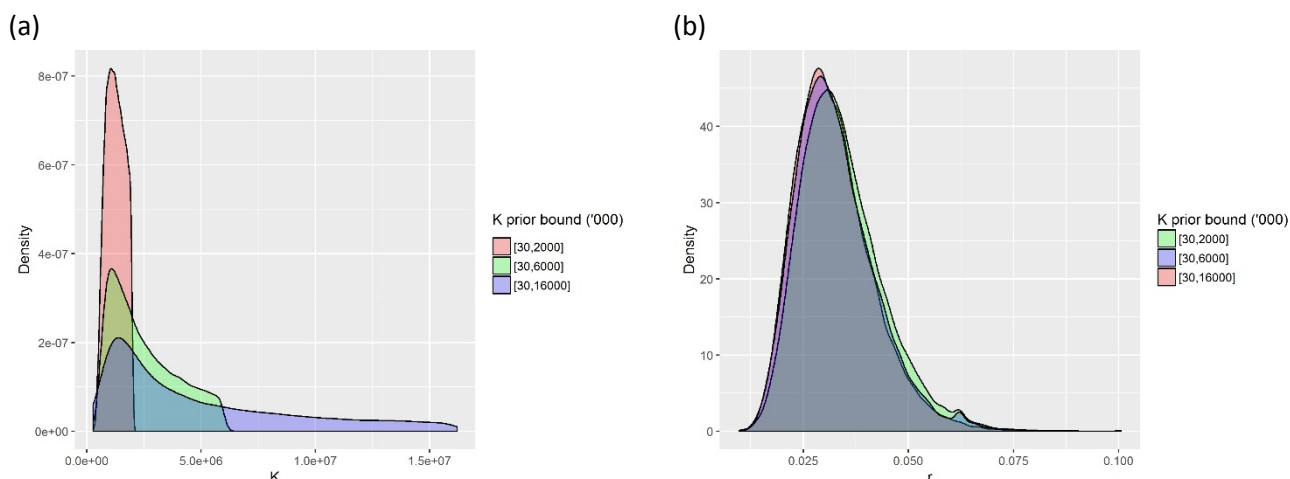 (a)
8e-07
6e-07
4e-07
2e-07
0e+00
Density
0.0e+00 5.0e+06 1.0e+07 1.5e+07
K
K prior bound ('000)
[30,2000]
[30,6000]
[30,16000]
(b)
40
30
20
10
0
Density
0.025 0.050 0.075 0.100
r
K prior bound ('000)
[30,2000]
[30,6000]
[30,16000]